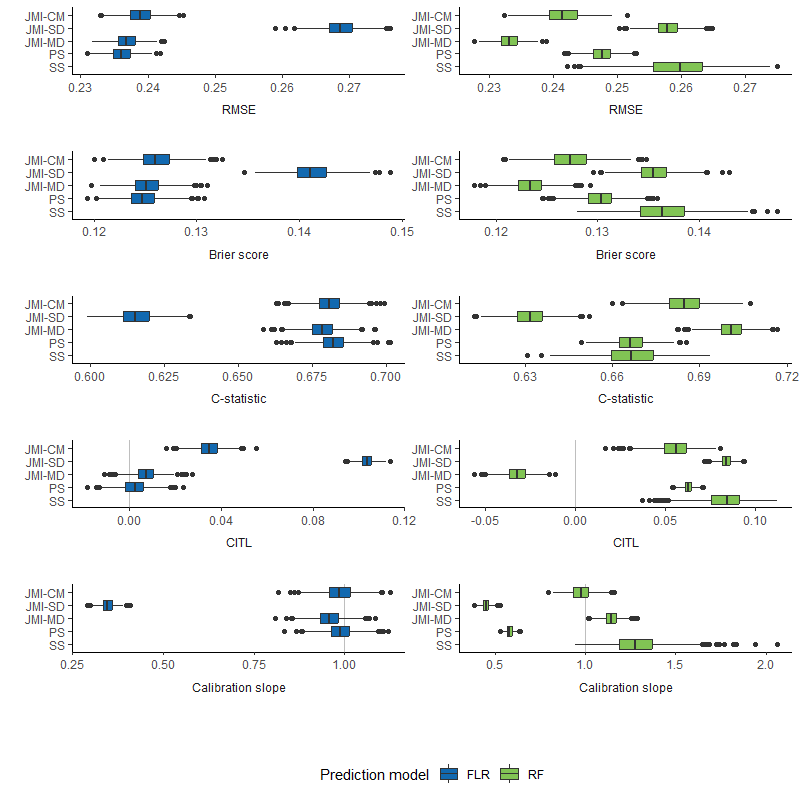 JMI-CM
JMI-SD
JMI-MD
PS
SS
0.23 0.24 0.25 0.26 0.27
RMSE
JMI-CM
JMI-SD
JMI-MD
PS
SS
0.23 0.24 0.25 0.26 0.27
RMSE
JMI-CM
JMI-SD
JMI-MD
PS
SS
0.12 0.13 0.14 0.15
Brier score
JMI-CM
JMI-SD
JMI-MD
PS
SS
0.12 0.13 0.14
Brier score
JMI-CM
JMI-SD
JMI-MD
PS
SS
0.600 0.625 0.650 0.675 0.700
C-statistic
JMI-CM
JMI-SD
JMI-MD
PS
SS
0.63 0.66 0.69 0.72
C-statistic
JMI-CM
JMI-SD
JMI-MD
PS
SS
0.00 0.04 0.08 0.12
CITL
JMI-CM
JMI-SD
JMI-MD
PS
SS
-0.05 0.00 0.05 0.10
CITL
JMI-CM
JMI-SD
JMI-MD
PS
SS
0.25 0.50 0.75 1.00
Calibration slope
JMI-CM
JMI-SD
JMI-MD
PS
SS
0.5 1.0 1.5 2.0
Calibration slope
Prediction model FLR RF